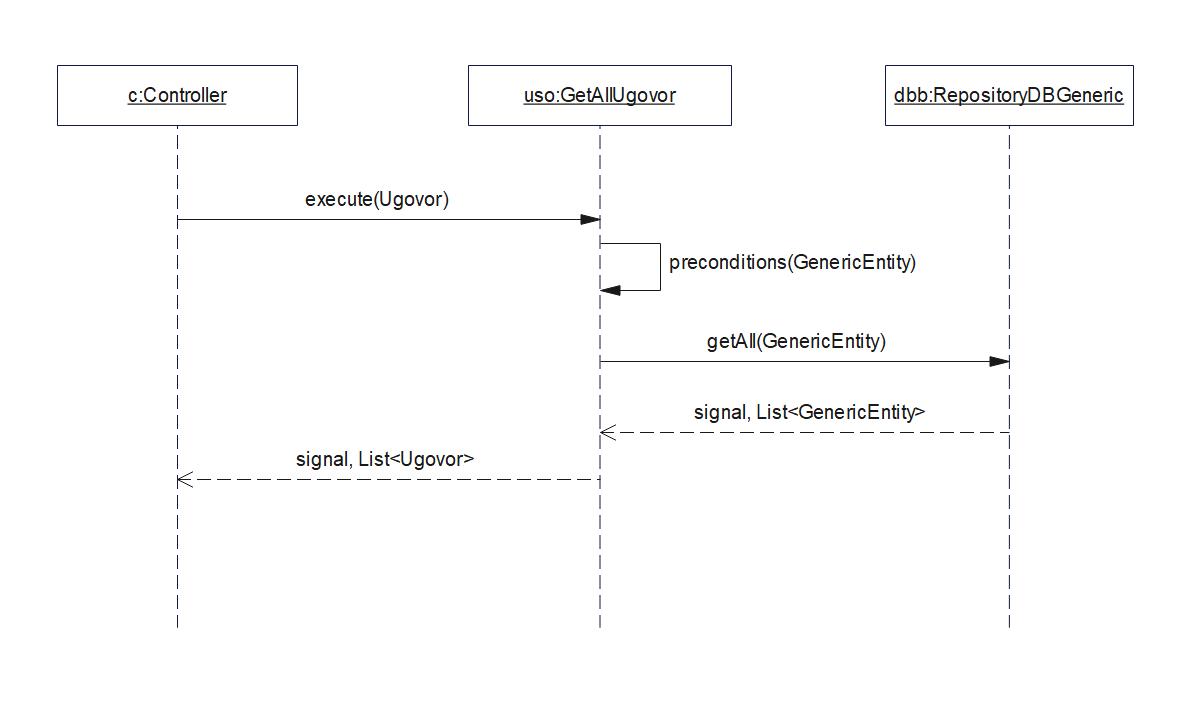 c:Controller
uso:GetAllUgovor
dbb:RepositoryDBGeneric
execute(Ugovor)
preconditions(GenericEntity)
getAll(GenericEntity)
signal, List<GenericEntity>
signal, List<Ugovor>